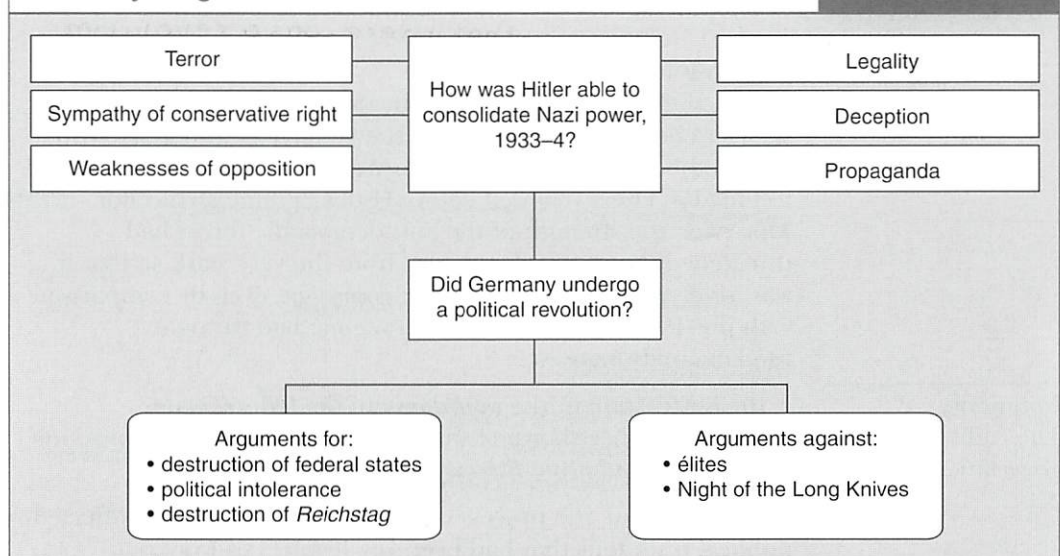 Terror
Sympathy of conservative right
Weaknesses of opposition
How was Hitler able to
consolidate Nazi power,
1933–4?
Legality
Deception
Propaganda
Did Germany undergo
a political revolution?
Arguments for:
• destruction of federal states
• political intolerance
• destruction of Reichstag
Arguments against:
• élites
• Night of the Long Knives